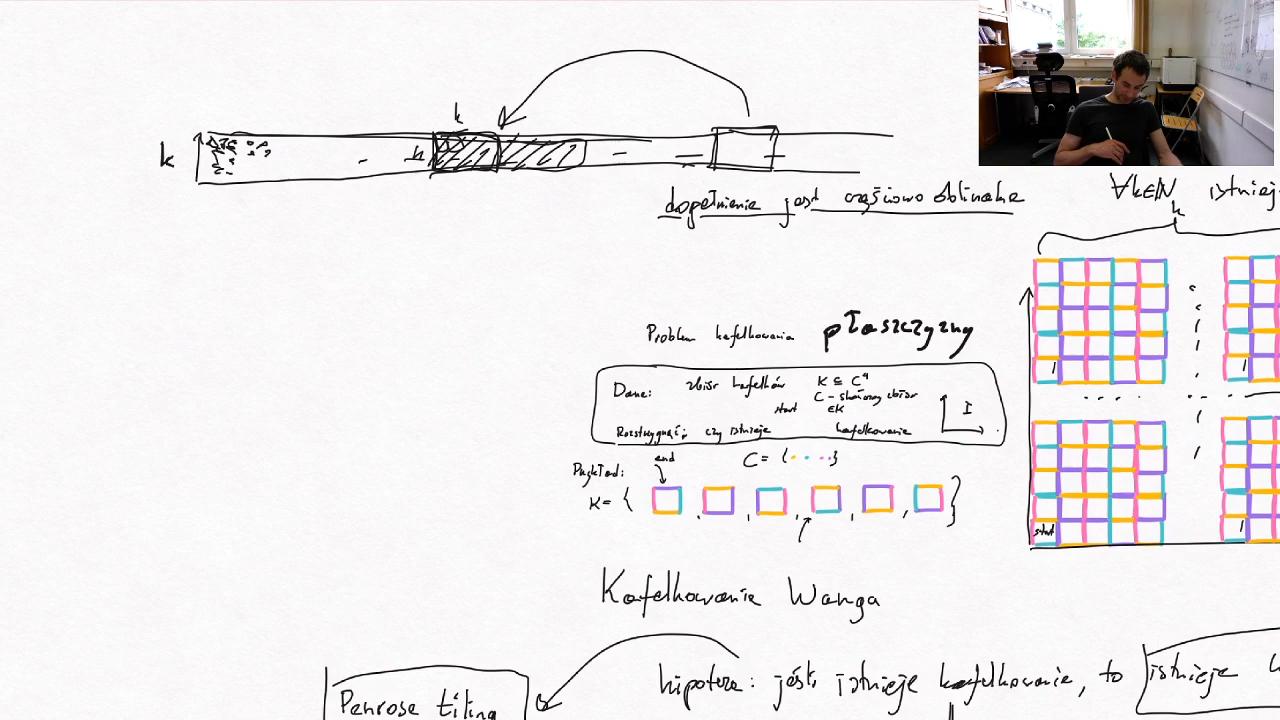 k
k h
dopełnienie jest częściowo obliczalne
∀k∈ℕ istnieje
k
Problem kafelkowania płaszczyzny
Dane: zbiór kafelków K ⊆ C⁴
C - skończony zbiór
start ∈K
I
Rozstrzygnąć: czy istnieje kafelkowanie
end
C = {....}
Przykład:
K = { , , , , , }
start
Kafelkowanie Wanga
hipoteza: jeśli istnieje kafelkowanie, to istnieje
Penrose tiling